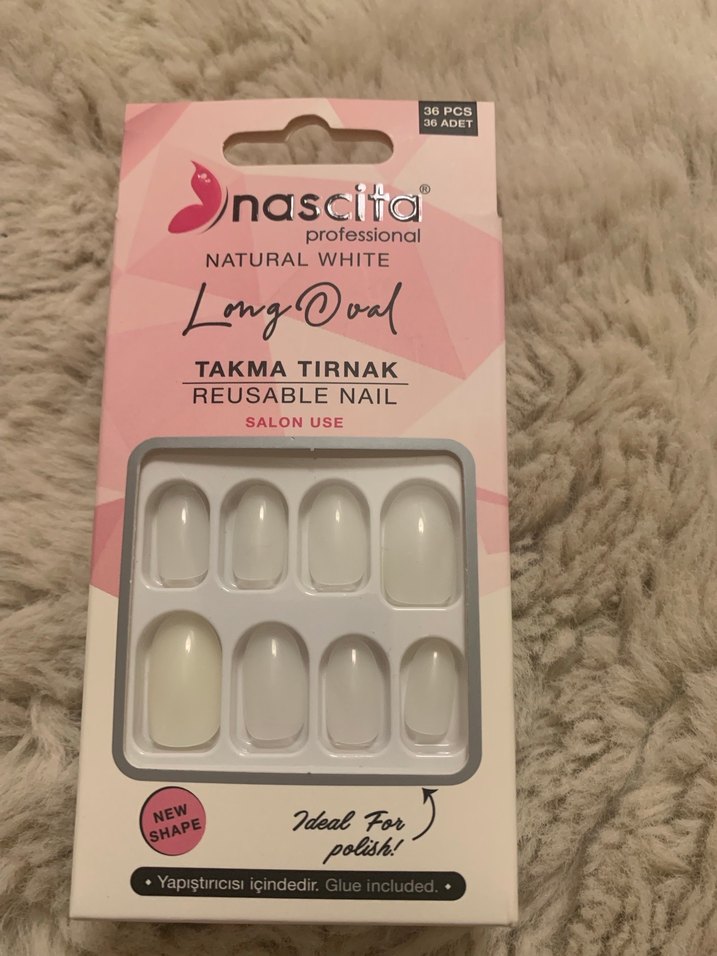 36 PCS
36 ADET
nascita®
professional
NATURAL WHITE
Long Oval
TAKMA TIRNAK
REUSABLE NAIL
SALON USE
NEW
SHAPE
Ideal For
polish!
• Yapıştırıcısı içindedir. Glue included. •